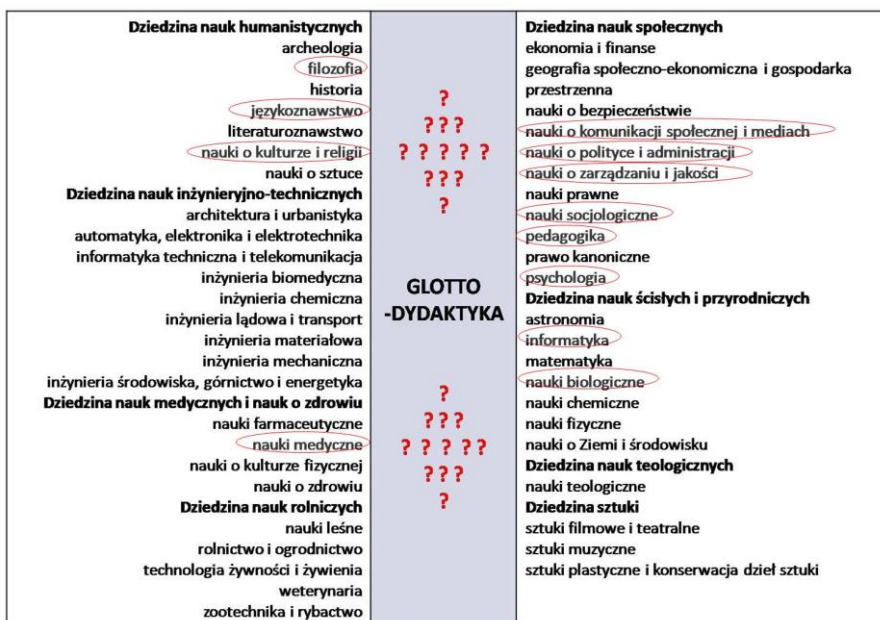 Dziedzina nauk humanistycznych
archeologia
filozofia
historia
językoznawstwo
literaturoznawstwo
nauki o kulturze i religii
nauki o sztuce
Dziedzina nauk inżynieryjno-technicznych
architektura i urbanistyka
automatyka, elektronika i elektrotechnika
informatyka techniczna i telekomunikacja
inżynieria biomedyczna
inżynieria chemiczna
inżynieria lądowa i transport
inżynieria materiałowa
inżynieria mechaniczna
inżynieria środowiska, górnictwo i energetyka
Dziedzina nauk medycznych i nauk o zdrowiu
nauki farmaceutyczne
nauki medyczne
nauki o kulturze fizycznej
nauki o zdrowiu
Dziedzina nauk rolniczych
nauki leśne
rolnictwo i ogrodnictwo
technologia żywności i żywienia
weterynaria
zootechnika i rybactwo
?
? ? ?
? ? ? ? ?
? ? ?
?
GLOTTO
-DYDAKTYKA
?
? ? ?
? ? ? ? ?
? ? ?
?
Dziedzina nauk społecznych
ekonomia i finanse
geografia społeczno-ekonomiczna i gospodarka
przestrzenna
nauki o bezpieczeństwie
nauki o komunikacji społecznej i mediach
nauki o polityce i administracji
nauki o zarządzaniu i jakości
nauki prawne
nauki socjologiczne
pedagogika
prawo kanoniczne
psychologia
Dziedzina nauk ścisłych i przyrodniczych
astronomia
informatyka
matematyka
nauki biologiczne
nauki chemiczne
nauki fizyczne
nauki o Ziemi i środowisku
Dziedzina nauk teologicznych
nauki teologiczne
Dziedzina sztuki
sztuki filmowe i teatralne
sztuki muzyczne
sztuki plastyczne i konserwacja dzieł sztuki